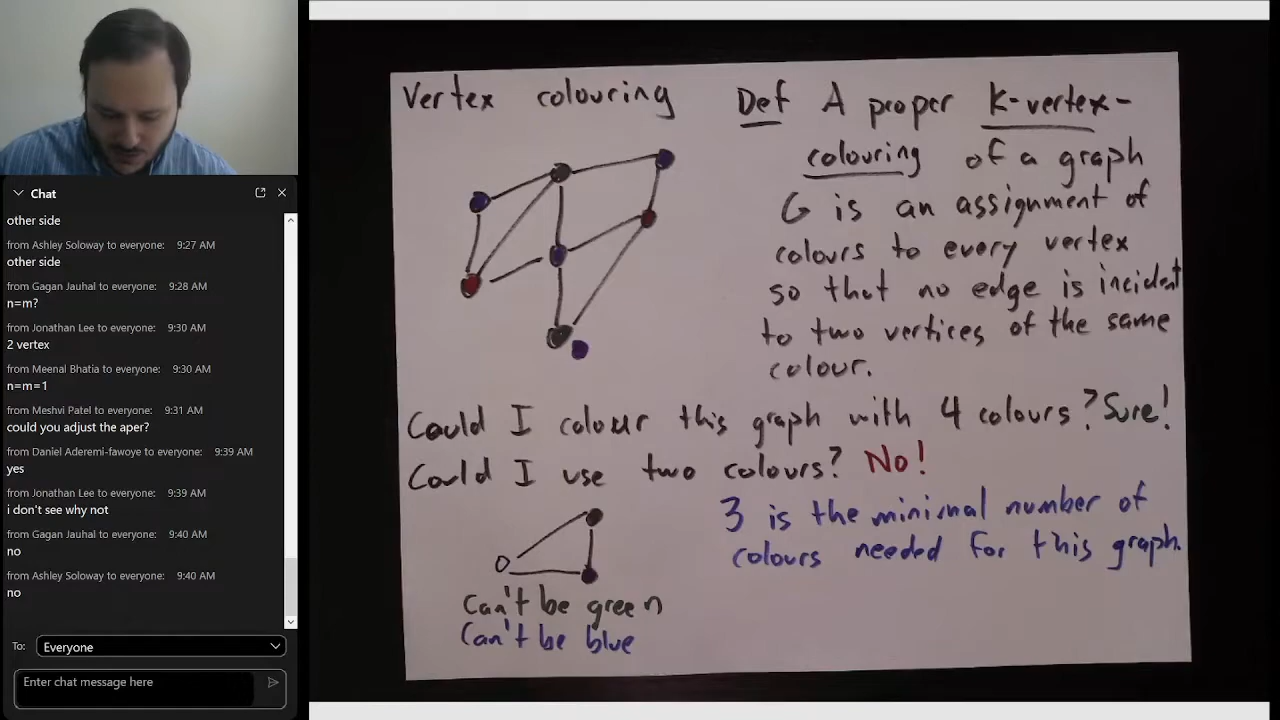 Chat
other side
from Ashley Soloway to everyone: 9:27 AM
other side
from Gagan Jauhal to everyone: 9:28 AM
n=m?
from Jonathan Lee to everyone: 9:30 AM
2 vertex
from Meenal Bhatia to everyone: 9:30 AM
n=m=1
from Meshvi Patel to everyone: 9:31 AM
could you adjust the aper?
from Daniel Aderemi-fawoye to everyone: 9:39 AM
yes
from Jonathan Lee to everyone: 9:39 AM
i don't see why not
from Gagan Jauhal to everyone: 9:40 AM
no
from Ashley Soloway to everyone: 9:40 AM
no
To: Everyone
Enter chat message here
Vertex colouring
Def A proper K-vertex-
colouring of a graph
G is an assignment of
colours to every vertex
so that no edge is incident
to two vertices of the same
colour.
Could I colour this graph with 4 colours? Sure!
Could I use two colours? No!
Can't be green
Can't be blue
3 is the minimal number of
colours needed for this graph.